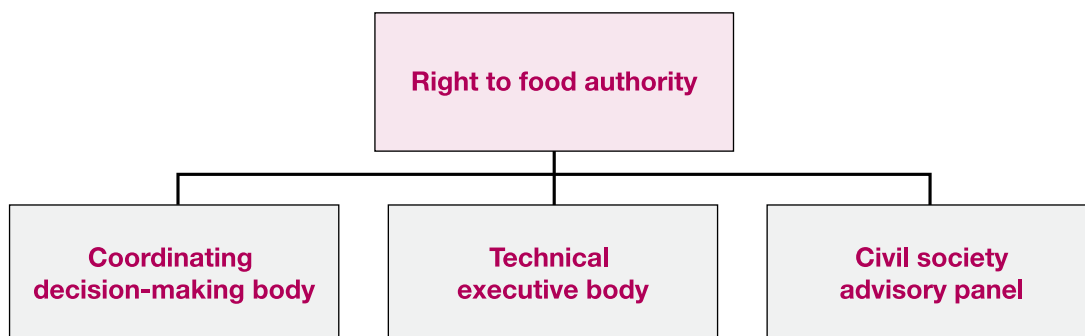 Right to food authority
Coordinating
decision-making body
Technical
executive body
Civil society
advisory panel